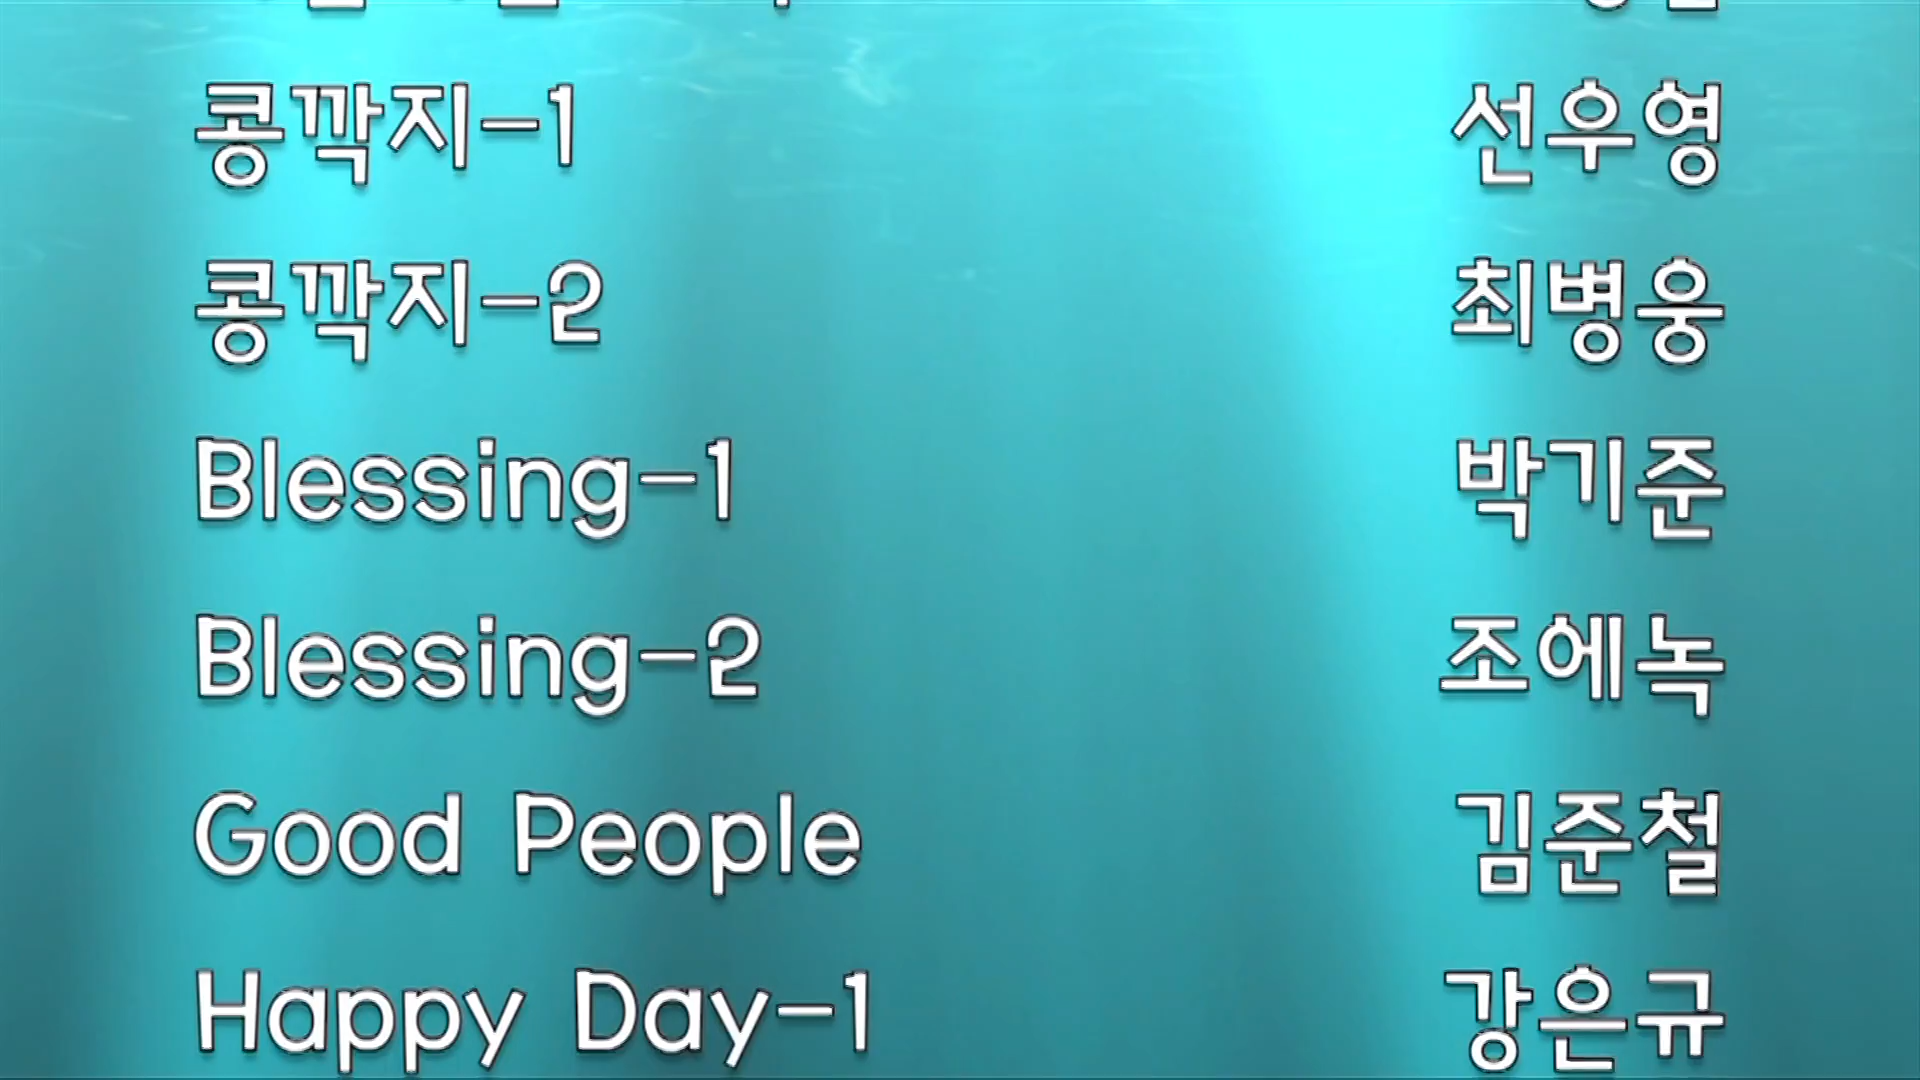 콩깍지-1 선우영
콩깍지-2 최병웅
Blessing-1 박기준
Blessing-2 조에녹
Good People 김준철
Happy Day-1 강은규